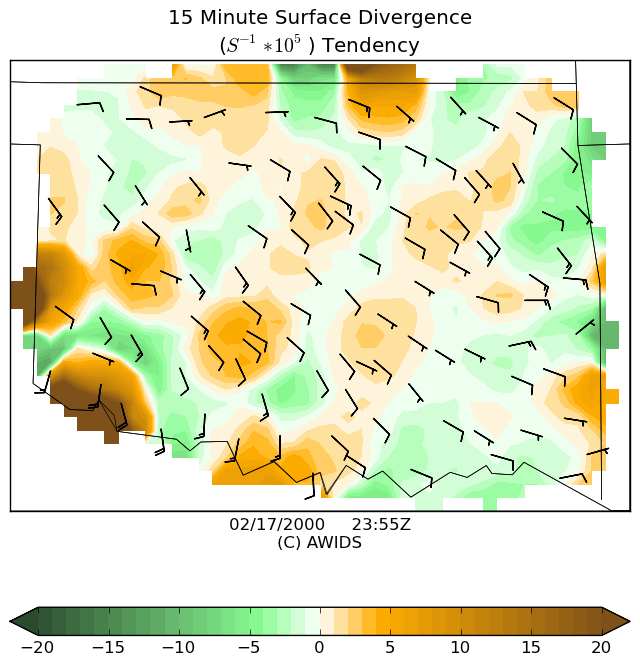 15 Minute Surface Divergence
($S^{-1} * 10^5$ ) Tendency
02/17/2000 23:55Z
(C) AWIDS
−20 −15 −10 −5 0 5 10 15 20